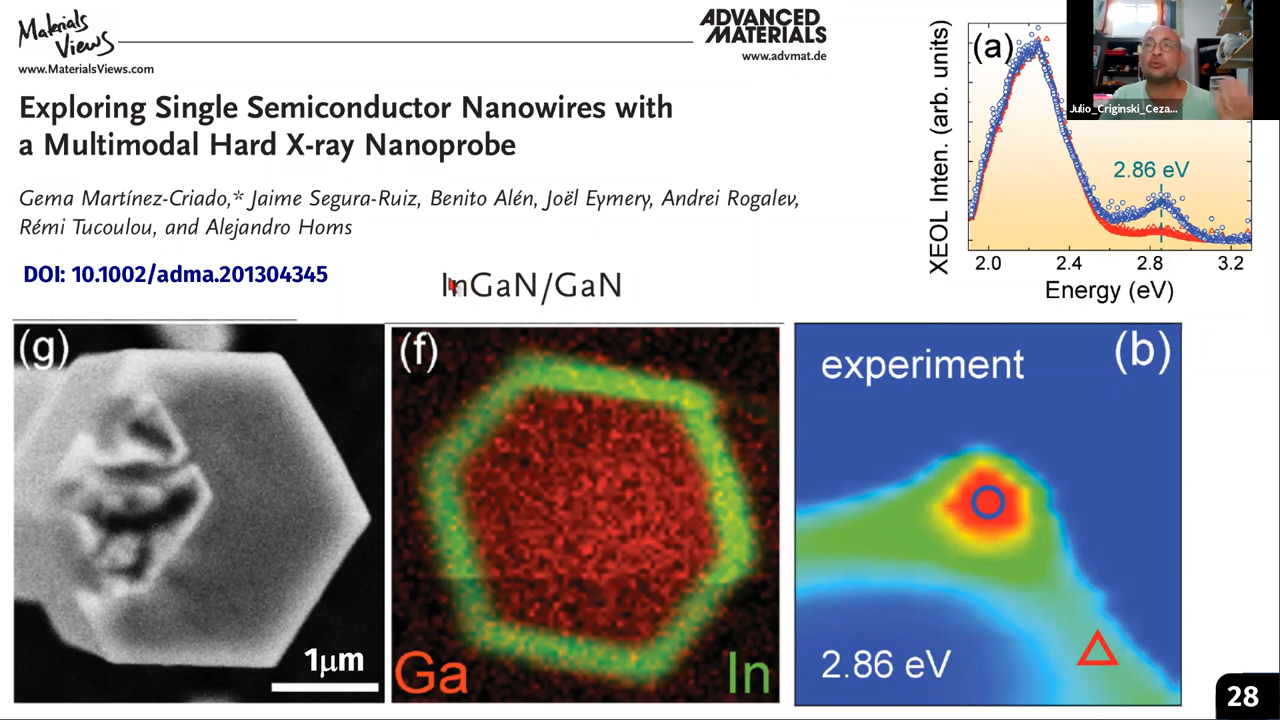 Materials
Views
www.MaterialsViews.com
ADVANCED
MATERIALS
www.advmat.de
Exploring Single Semiconductor Nanowires with
a Multimodal Hard X-ray Nanoprobe
Gema Martínez-Criado,* Jaime Segura-Ruiz, Benito Alén, Joël Eymery, Andrei Rogalev,
Rémi Tucoulou, and Alejandro Homs
DOI: 10.1002/adma.201304345
InGaN/GaN
(a)
XEOL Inten. (arb. units)
2.86 eV
2.0 2.4 2.8 3.2
Energy (eV)
Julio_Criginski_Ceza...
(g)
1μm
(f)
Ga
In
experiment
(b)
2.86 eV
28